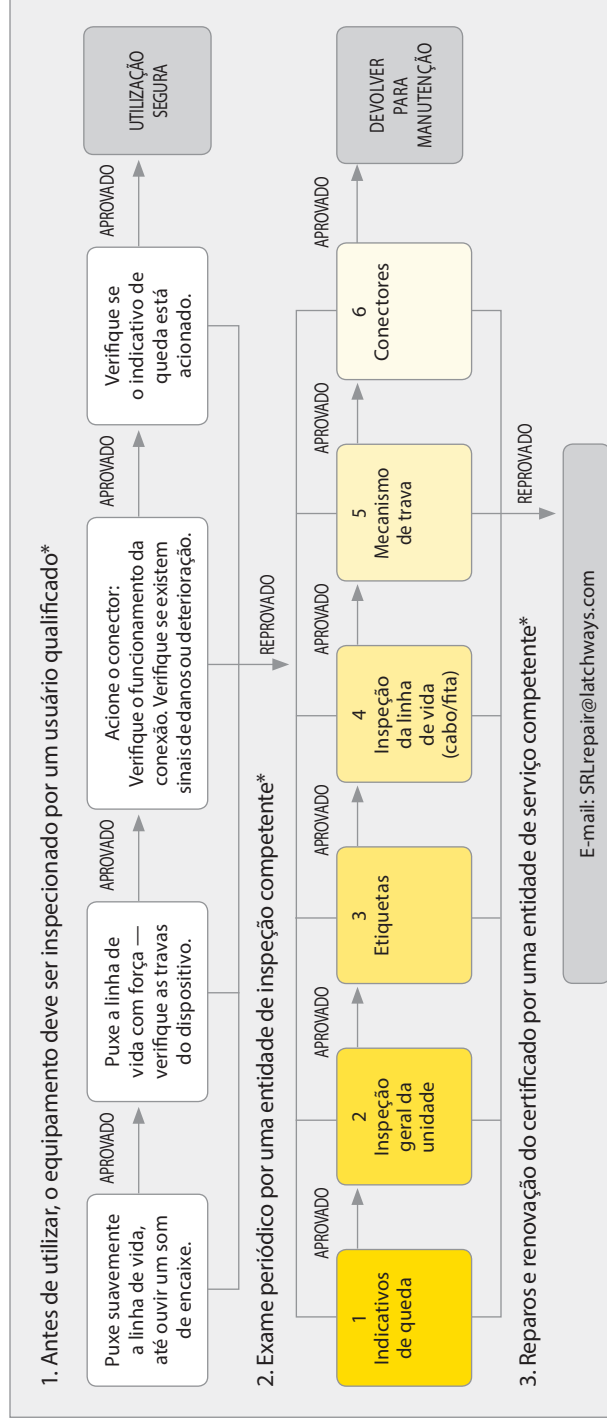 1. Antes de utilizar, o equipamento deve ser inspecionado por um usuário qualificado*
Puxe suavemente
a linha de vida,
até ouvir um som
de encaixe.
APROVADO
Puxe a linha de
vida com força —
verifique as travas
do dispositivo.
APROVADO
Acione o conector:
Verifique o funcionamento da
conexão. Verifique se existem
sinais de danos ou deterioração.
APROVADO
Verifique se
o indicativo de
queda está
acionado.
APROVADO
UTILIZAÇÃO
SEGURA
REPROVADO
2. Exame periódico por uma entidade de inspeção competente*
1
Indicativos
de queda
APROVADO
2
Inspeção
geral da
unidade
APROVADO
3
Etiquetas
APROVADO
4
Inspeção
da linha
de vida
(cabo/fita)
APROVADO
5
Mecanismo
de trava
APROVADO
6
Conectores
APROVADO
DEVOLVER
PARA
MANUTENÇÃO
REPROVADO
3. Reparos e renovação do certificado por uma entidade de serviço competente*
E-mail: SRLrepair@latchways.com